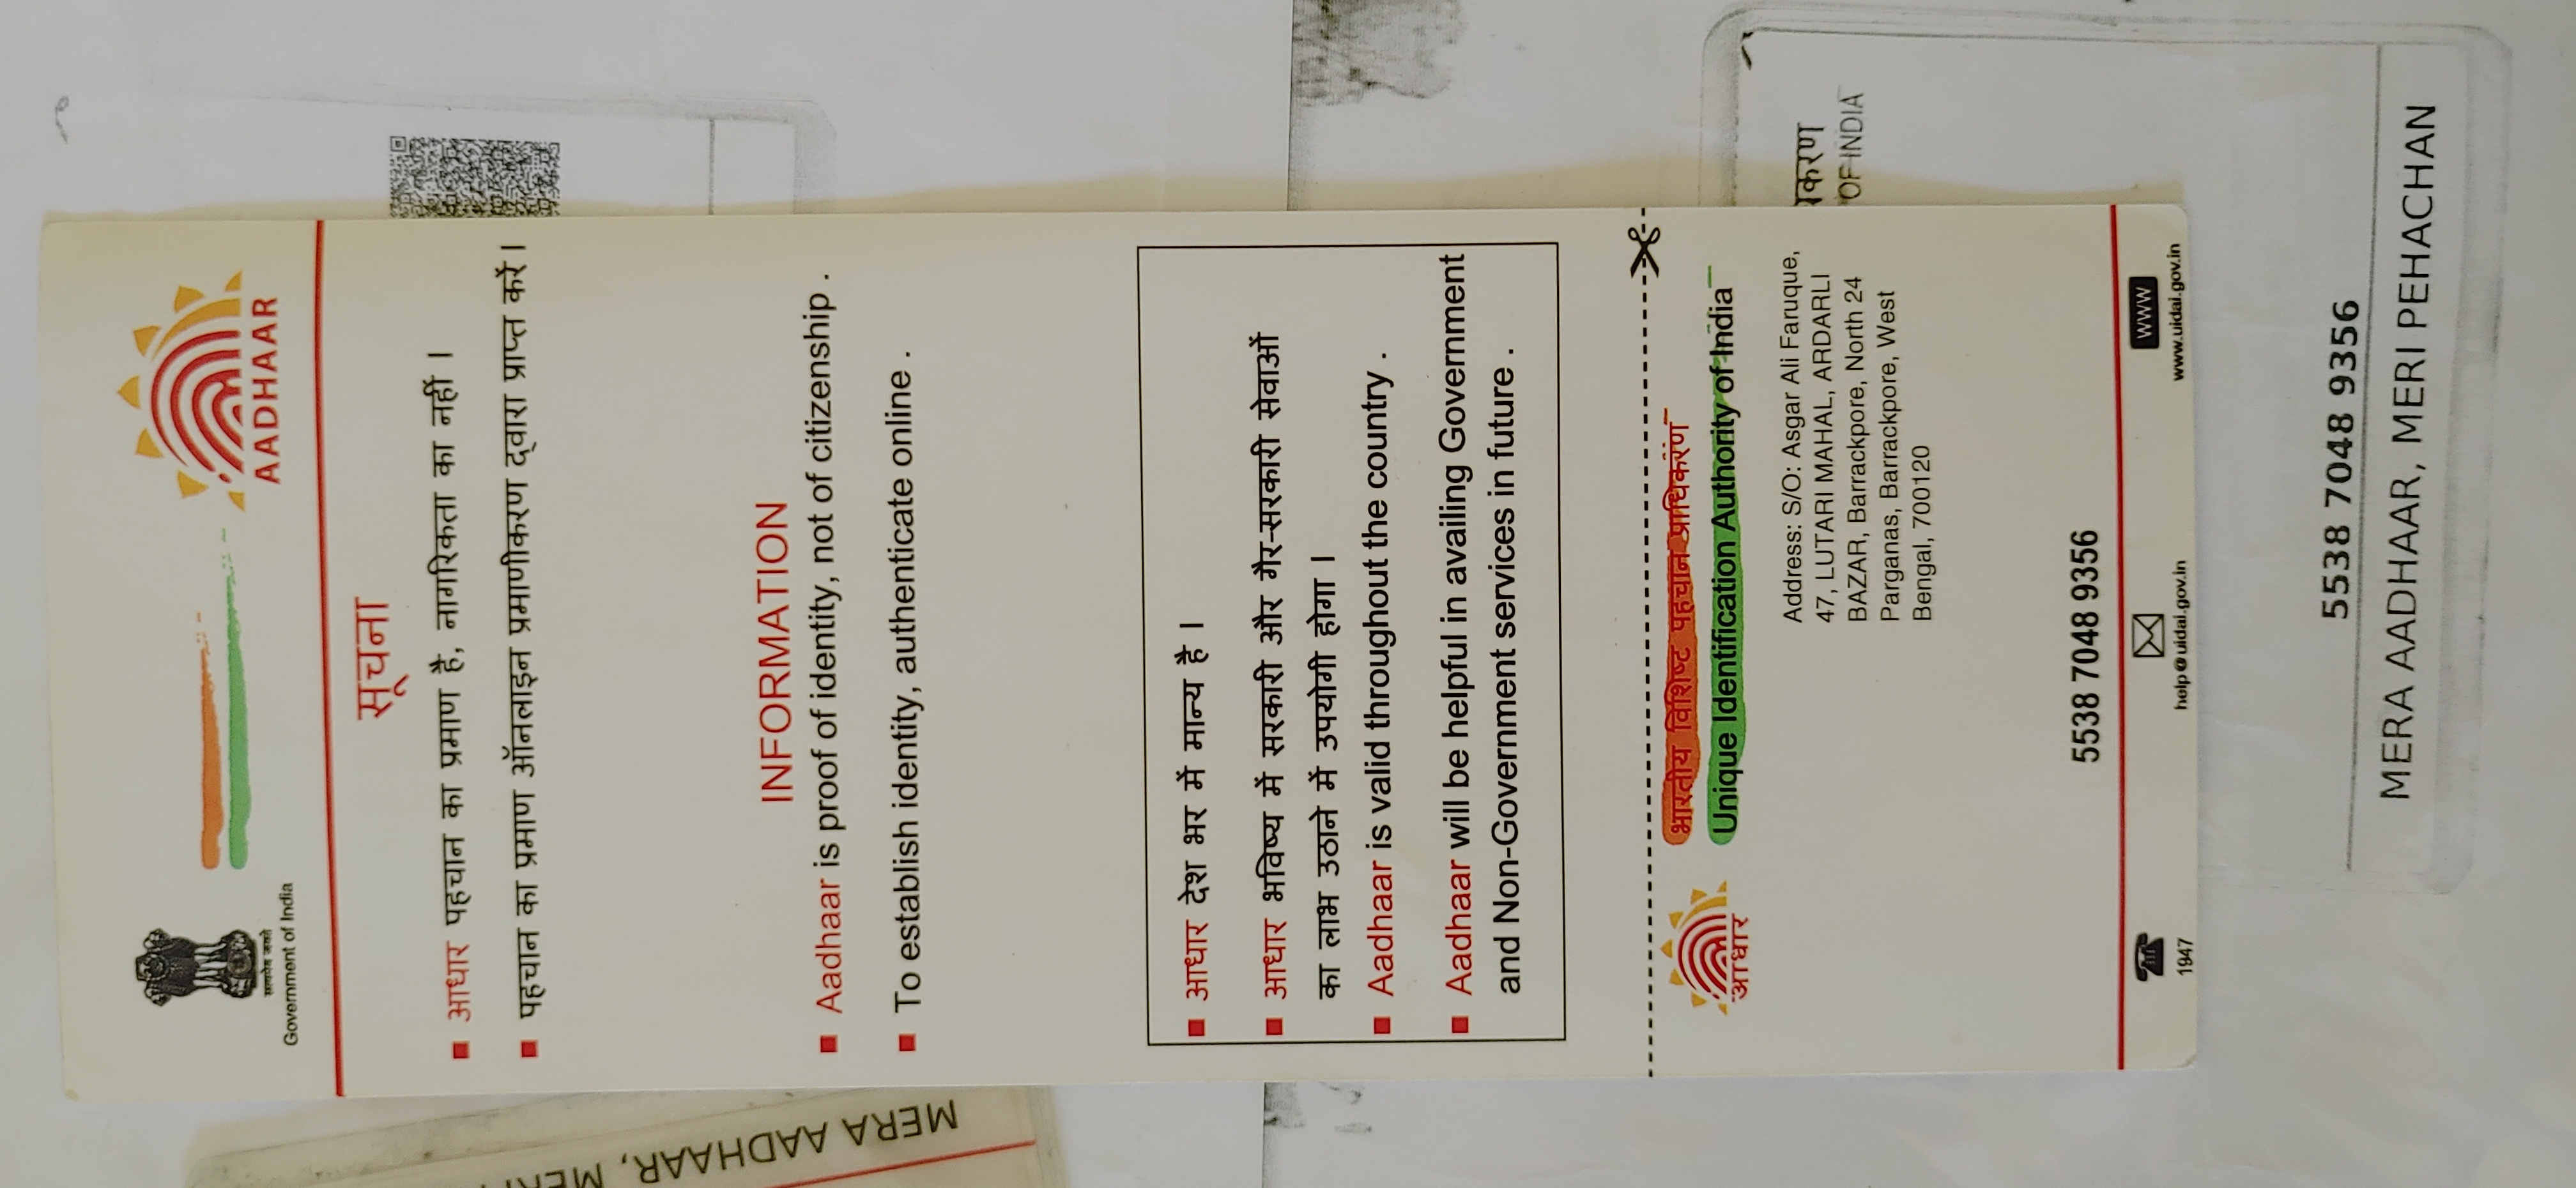 सत्यमेव जयते
Government of India
AADHAAR
सूचना
आधार पहचान का प्रमाण है, नागरिकता का नहीं ।
पहचान का प्रमाण ऑनलाइन प्रमाणीकरण द्वारा प्राप्त करें ।
INFORMATION
Aadhaar is proof of identity, not of citizenship .
To establish identity, authenticate online .
आधार देश भर में मान्य है ।
आधार भविष्य में सरकारी और गैर-सरकारी सेवाओं
का लाभ उठाने में उपयोगी होगा ।
Aadhaar is valid throughout the country .
Aadhaar will be helpful in availing Government
and Non-Government services in future .
आधार
भारतीय विशिष्ट पहचान प्राधिकरण
Unique Identification Authority of India
Address: S/O: Asgar Ali Faruque,
47, LUTARI MAHAL, ARDARLI
BAZAR, Barrackpore, North 24
Parganas, Barrackpore, West
Bengal, 700120
5538 7048 9356
1947
help@uidai.gov.in
WWW
www.uidai.gov.in
MERA AADHAAR,
OF INDIA
5538 7048 9356
MERA AADHAAR, MERI PEHACHAN